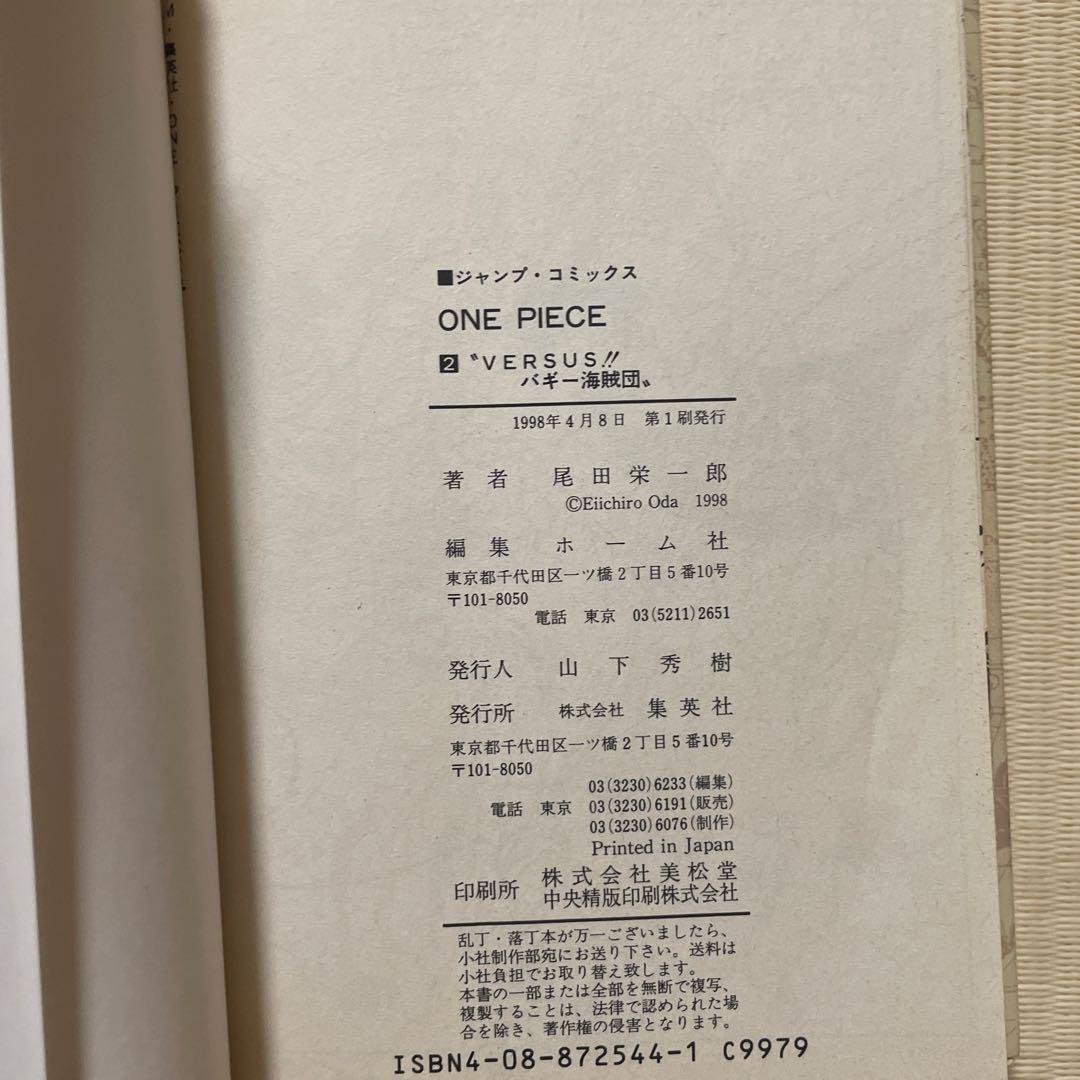 ■ジャンプ・コミックス
ONE PIECE
2 〝VERSUS!!
バギー海賊団〟
1998年4月8日 第1刷発行
著者 尾田栄一郎
©Eiichiro Oda 1998
編集 ホーム社
東京都千代田区一ツ橋2丁目5番10号
〒101-8050
電話 東京 03(5211)2651
発行人 山下秀樹
発行所 株式会社 集英社
東京都千代田区一ツ橋2丁目5番10号
〒101-8050
03(3230)6233(編集)
電話 東京 03(3230)6191(販売)
03(3230)6076(制作)
Printed in Japan
印刷所 株式会社美松堂
中央精版印刷株式会社
乱丁・落丁本が万一ございましたら、
小社制作部宛にお送り下さい。送料は
小社負担でお取り替え致します。
本書の一部または全部を無断で複写、
複製することは、法律で認められた場
合を除き、著作権の侵害となります。
ISBN4-08-872544-1 C9979